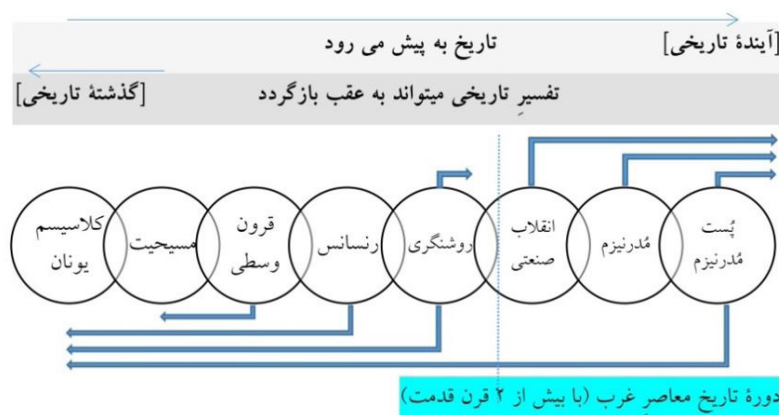 [آیندهٔ تاریخی]
تاریخ به پیش می رود
تفسیرِ تاریخی میتواند به عقب بازگردد
[گذشتهٔ تاریخی]
کلاسیسم
یونان
مسیحیت
قرون
وسطی
رنسانس
روشنگری
انقلاب
صنعتی
مُدرنیزم
پُست
مُدرنیزم
دورهٔ تاریخ معاصرِ غرب (با بیش از ۲ قرن قدمت)